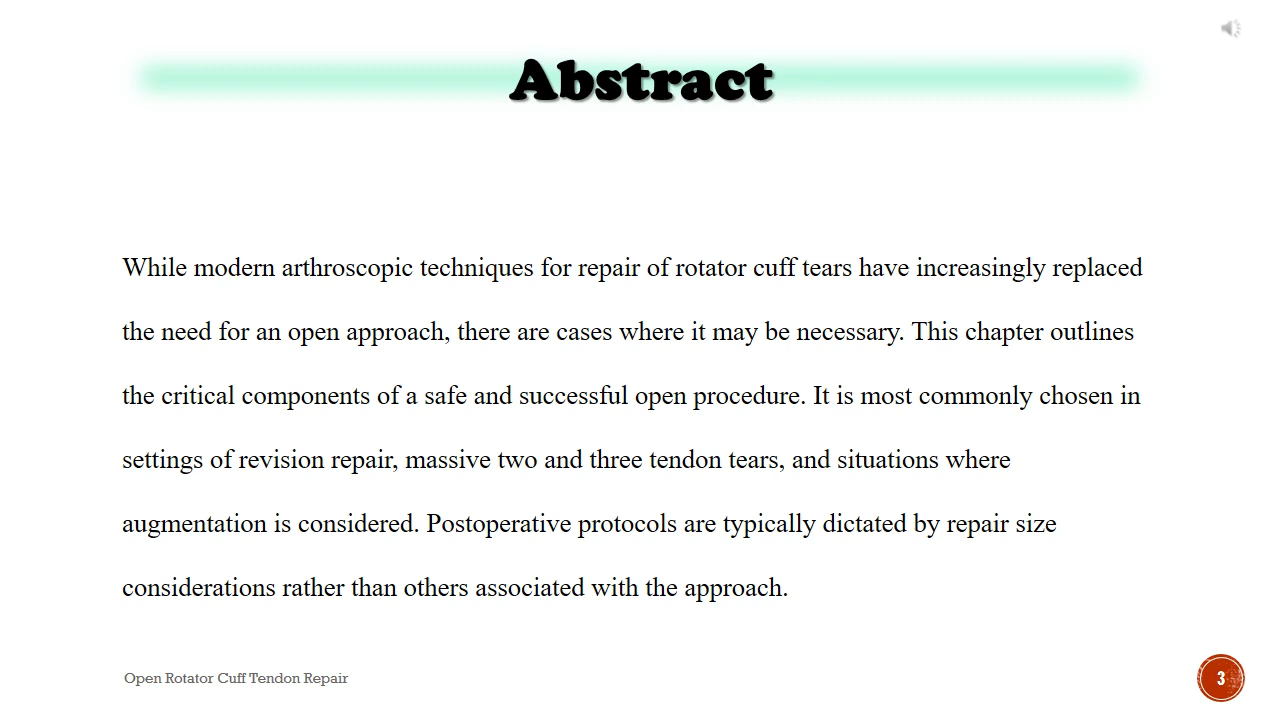 Abstract
While modern arthroscopic techniques for repair of rotator cuff tears have increasingly replaced
the need for an open approach, there are cases where it may be necessary. This chapter outlines
the critical components of a safe and successful open procedure. It is most commonly chosen in
settings of revision repair, massive two and three tendon tears, and situations where
augmentation is considered. Postoperative protocols are typically dictated by repair size
considerations rather than others associated with the approach.
Open Rotator Cuff Tendon Repair
3